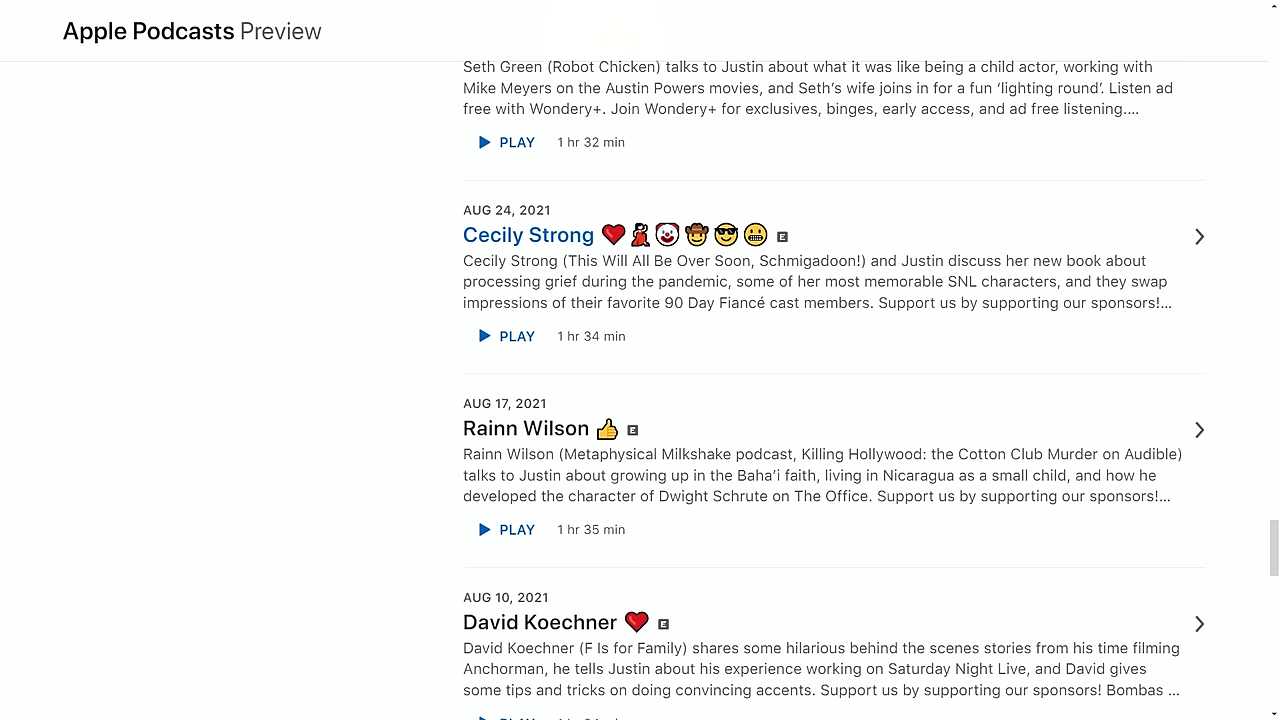 Apple Podcasts Preview
Seth Green (Robot Chicken) talks to Justin about what it was like being a child actor, working with
Mike Meyers on the Austin Powers movies, and Seth’s wife joins in for a fun ‘lighting round’. Listen ad
free with Wondery+. Join Wondery+ for exclusives, binges, early access, and ad free listening....
PLAY 1 hr 32 min
AUG 24, 2021
Cecily Strong ❤️💃🤡🤠😎😬 E
Cecily Strong (This Will All Be Over Soon, Schmigadoon!) and Justin discuss her new book about
processing grief during the pandemic, some of her most memorable SNL characters, and they swap
impressions of their favorite 90 Day Fiancé cast members. Support us by supporting our sponsors!...
PLAY 1 hr 34 min
AUG 17, 2021
Rainn Wilson 👍 E
Rainn Wilson (Metaphysical Milkshake podcast, Killing Hollywood: the Cotton Club Murder on Audible)
talks to Justin about growing up in the Baha’i faith, living in Nicaragua as a small child, and how he
developed the character of Dwight Schrute on The Office. Support us by supporting our sponsors!...
PLAY 1 hr 35 min
AUG 10, 2021
David Koechner ❤️ E
David Koechner (F Is for Family) shares some hilarious behind the scenes stories from his time filming
Anchorman, he tells Justin about his experience working on Saturday Night Live, and David gives
some tips and tricks on doing convincing accents. Support us by supporting our sponsors! Bombas ...